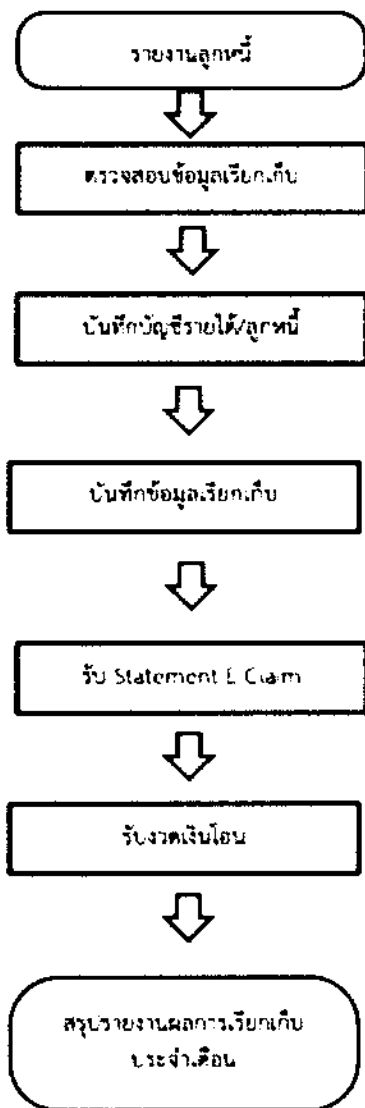 รายงานลูกหนี้
ตรวจสอบข้อมูลเรียกเก็บ
บันทึกบัญชีรายได้/ลูกหนี้
บันทึกข้อมูลเรียกเก็บ
รับ Statement E Claim
รับงวดเงินโอน
สรุปรายงานผลการเรียกเก็บ
ประจำเดือน